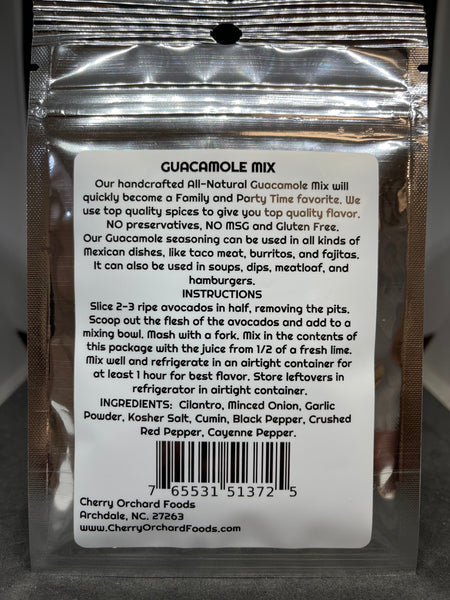 GUACAMOLE MIX
Our handcrafted All-Natural Guacamole Mix will
quickly become a Family and Party Time favorite. We
use top quality spices to give you top quality flavor.
NO preservatives, NO MSG and Gluten Free.
Our Guacamole seasoning can be used in all kinds of
Mexican dishes, like taco meat, burritos, and fajitas.
It can also be used in soups, dips, meatloaf, and
hamburgers.
INSTRUCTIONS
Slice 2-3 ripe avocados in half, removing the pits.
Scoop out the flesh of the avocados and add to a
mixing bowl. Mash with a fork. Mix in the contents of
this package with the juice from 1/2 of a fresh lime.
Mix well and refrigerate in an airtight container for
at least 1 hour for best flavor. Store leftovers in
refrigerator in airtight container.
INGREDIENTS: Cilantro, Minced Onion, Garlic
Powder, Kosher Salt, Cumin, Black Pepper, Crushed
Red Pepper, Cayenne Pepper.
7 65531 51372 5
Cherry Orchard Foods
Archdale, NC. 27263
www.CherryOrchardFoods.com